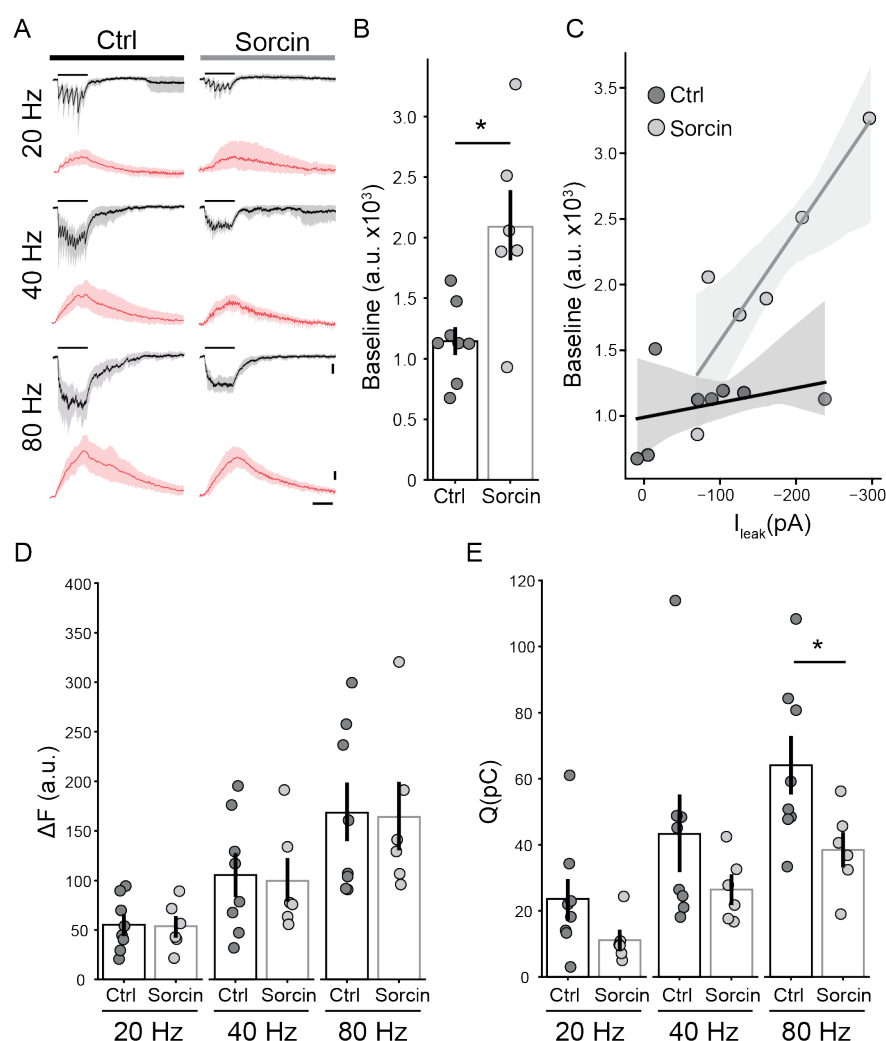 A
Ctrl
Sorcin
20 Hz
40 Hz
80 Hz
B
*
Baseline (a.u. x10³)
3.0
2.5
2.0
1.5
1.0
0.5
0
Ctrl
Sorcin
C
Ctrl
Sorcin
Baseline (a.u. x10³)
3.5
3.0
2.5
2.0
1.5
1.0
0
−100
−200
−300
I leak (pA)
D
ΔF (a.u.)
400
350
300
250
200
150
100
50
0
Ctrl Sorcin Ctrl Sorcin Ctrl Sorcin
20 Hz 40 Hz 80 Hz
E
*
Q(pC)
120
100
80
60
40
20
0
Ctrl Sorcin Ctrl Sorcin Ctrl Sorcin
20 Hz 40 Hz 80 Hz